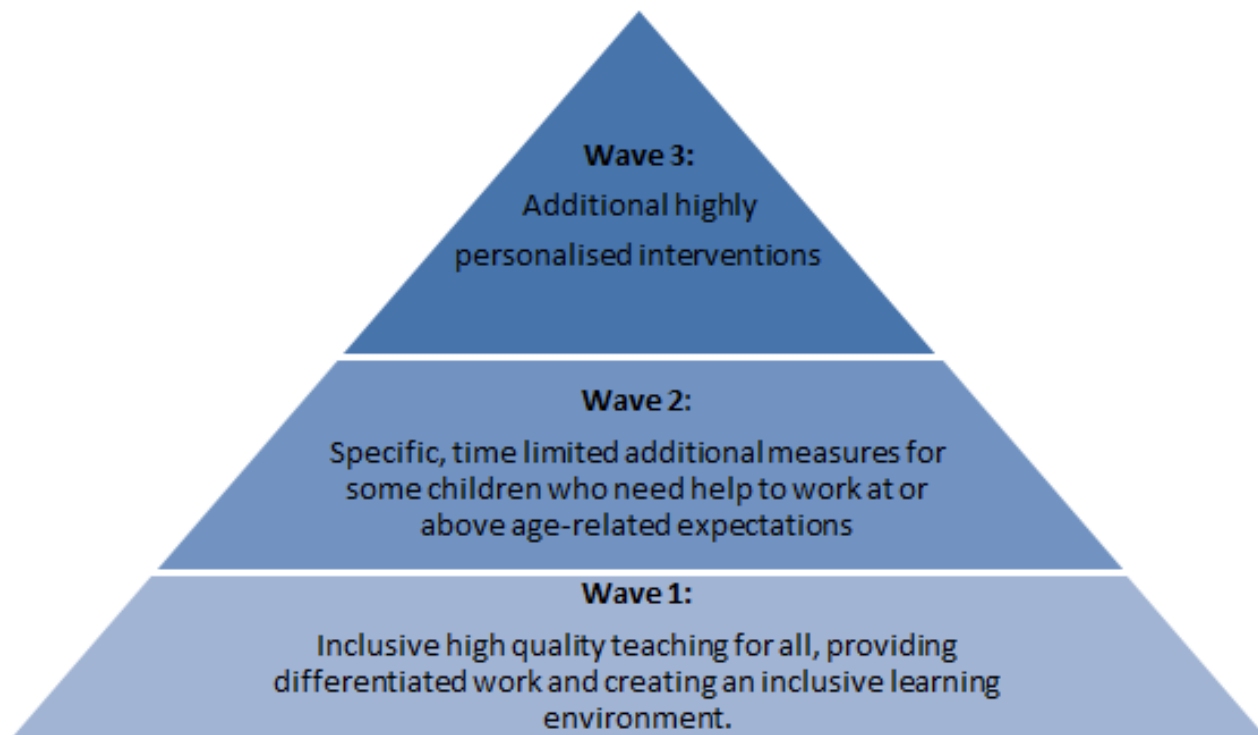 Wave 3:
Additional highly
personalised interventions
Wave 2:
Specific, time limited additional measures for
some children who need help to work at or
above age-related expectations
Wave 1:
Inclusive high quality teaching for all, providing
differentiated work and creating an inclusive learning
environment.